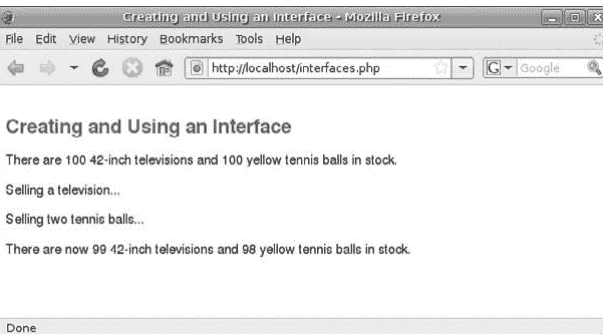 Creating and Using an Interface - Mozilla Firefox
File Edit View History Bookmarks Tools Help
http://localhost/interfaces.php
G Google
Creating and Using an Interface
There are 100 42-inch televisions and 100 yellow tennis balls in stock.
Selling a television...
Selling two tennis balls...
There are now 99 42-inch televisions and 98 yellow tennis balls in stock.
Done